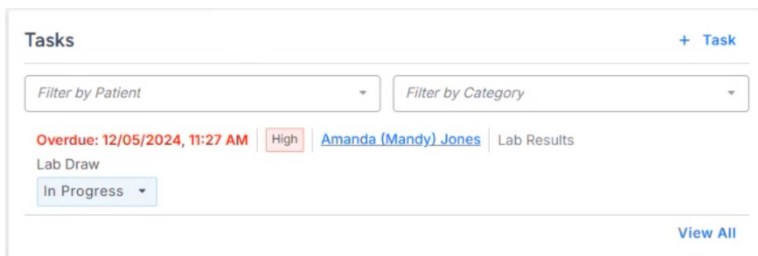 Tasks + Task
Filter by Patient Filter by Category
Overdue: 12/05/2024, 11:27 AM High Amanda (Mandy) Jones Lab Results
Lab Draw
In Progress
View All